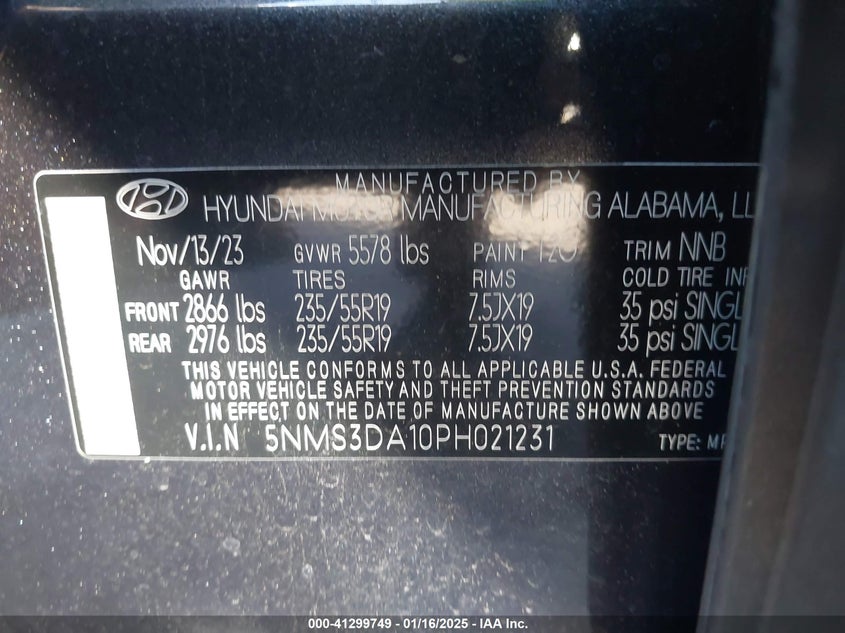 MANUFACTURED BY
HYUNDAI MOTOR MANUFACTURING ALABAMA, LL
Nov/13/23 GVWR 5578 lbs PAINT TRIM NNB
GAWR TIRES RIMS COLD TIRE INF
FRONT 2866 lbs 235/55R19 7.5JX19 35 psi SINGL
REAR 2976 lbs 235/55R19 7.5JX19 35 psi SINGL
THIS VEHICLE CONFORMS TO ALL APPLICABLE U.S.A. FEDERAL
MOTOR VEHICLE SAFETY AND THEFT PREVENTION STANDARDS
IN EFFECT ON THE DATE OF MANUFACTURE SHOWN ABOVE
V.I.N 5NMS3DA10PH021231 TYPE: MP
000-41299749 - 01/16/2025 - IAA Inc.